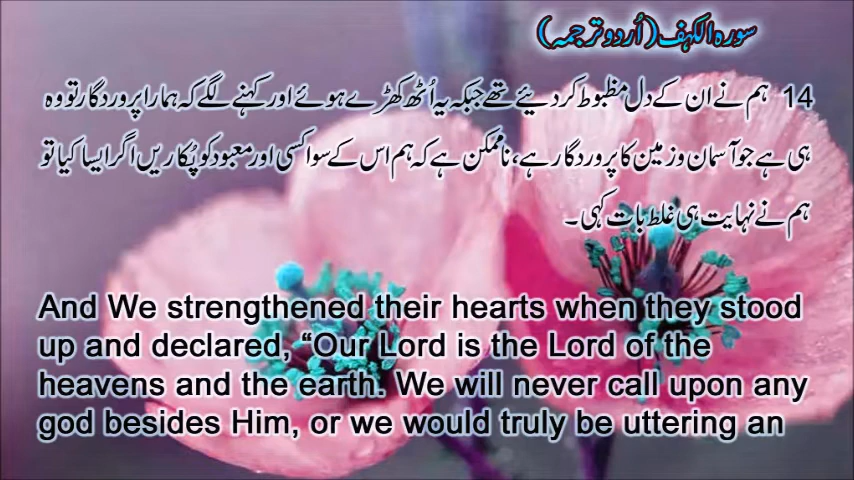 سورہ الکہف (اُردو ترجمہ)
14 ہم نے ان کے دل مظبوط کر دیئے تھے جبکہ یہ اُٹھ کھڑے ہوئے اور کہنے لگے کہ ہمارا پروردگار تو وہ
ہی ہے جو آسمان و زمین کا پروردگار ہے، ناممکن ہے کہ ہم اس کے سوا کسی اور معبود کو پُکاریں اگر ایسا کیا تو
ہم نے نہایت ہی غلط بات کہی۔
And We strengthened their hearts when they stood
up and declared, “Our Lord is the Lord of the
heavens and the earth. We will never call upon any
god besides Him, or we would truly be uttering an